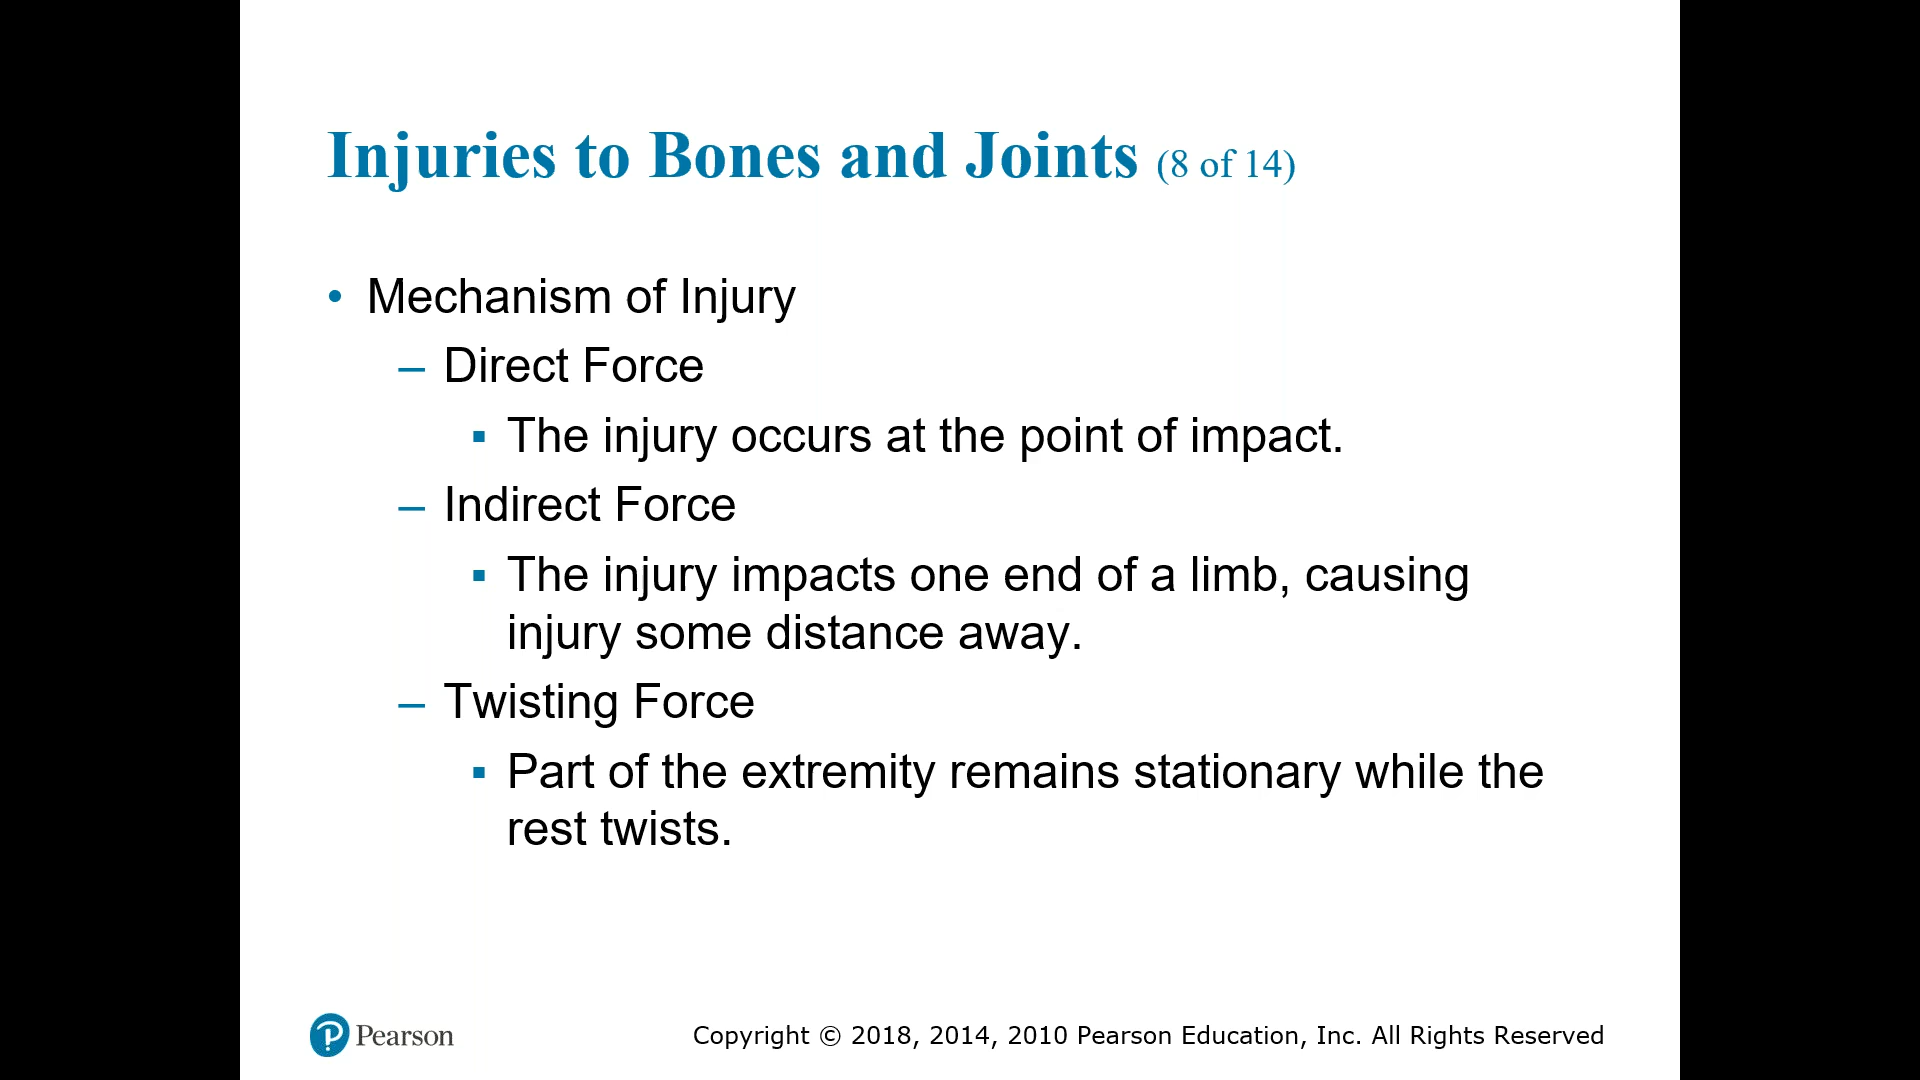 Injuries to Bones and Joints (8 of 14)
• Mechanism of Injury
– Direct Force
▪ The injury occurs at the point of impact.
– Indirect Force
▪ The injury impacts one end of a limb, causing
injury some distance away.
– Twisting Force
▪ Part of the extremity remains stationary while the
rest twists.
Pearson
Copyright © 2018, 2014, 2010 Pearson Education, Inc. All Rights Reserved